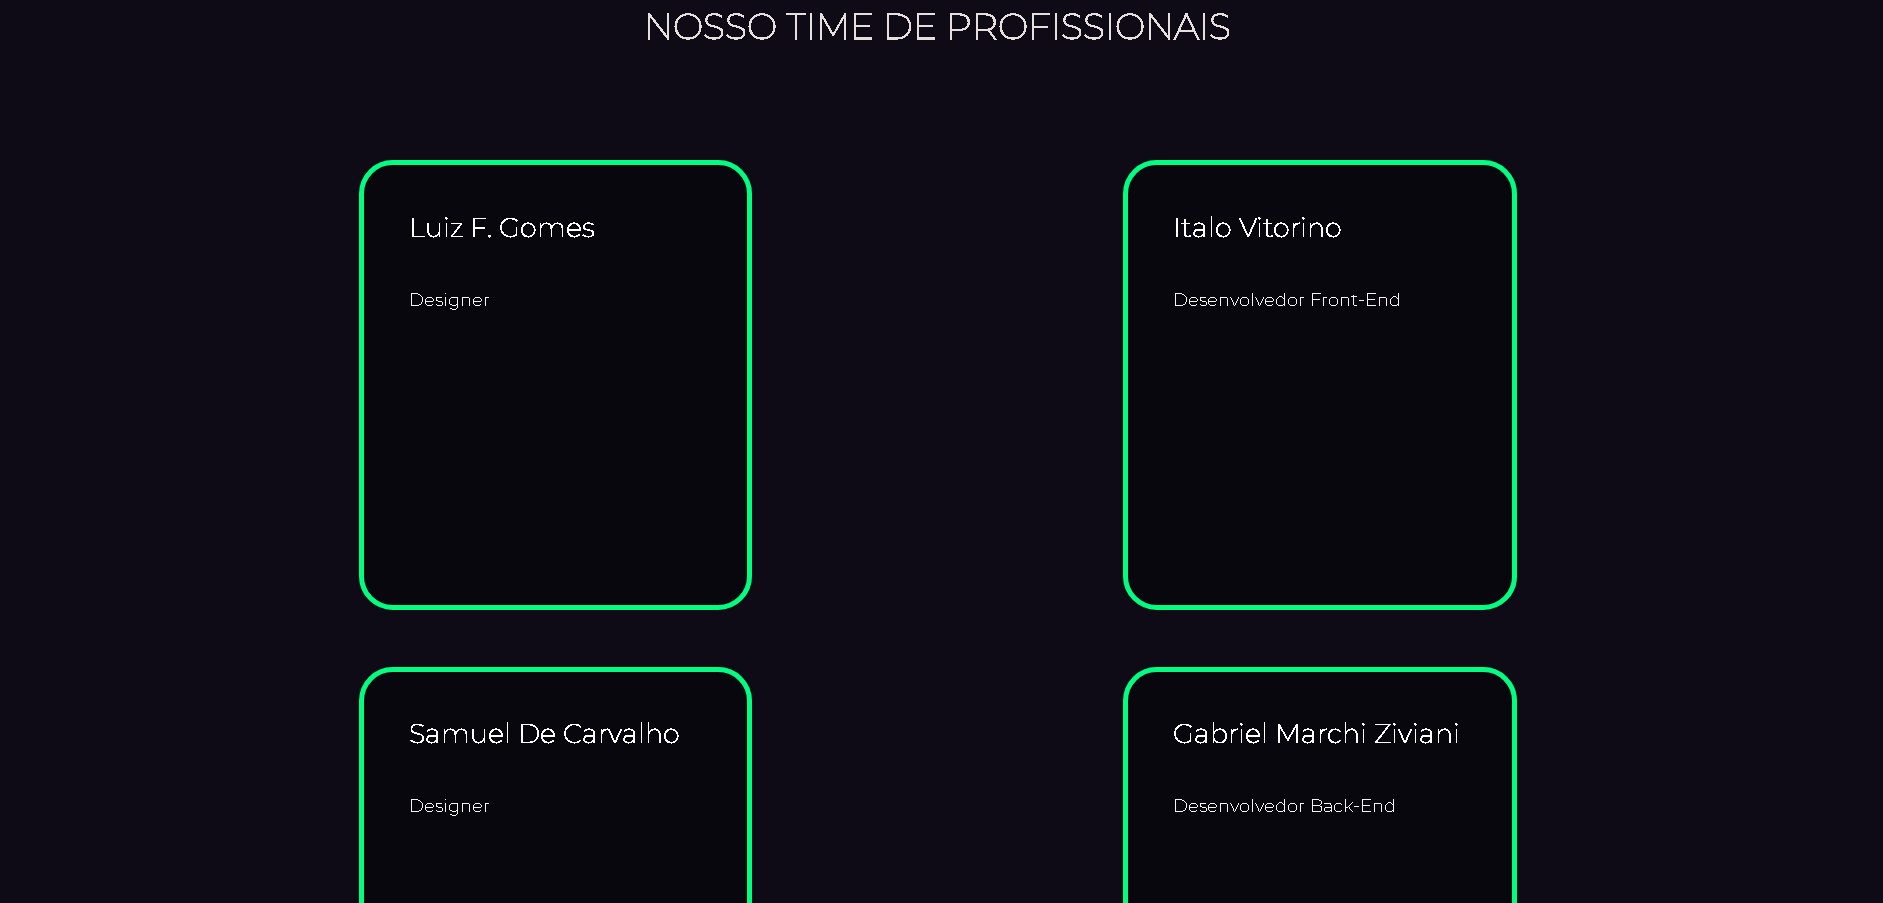 NOSSO TIME DE PROFISSIONAIS
Luiz F. Gomes
Designer
Italo Vitorino
Desenvolvedor Front-End
Samuel De Carvalho
Designer
Gabriel Marchi Ziviani
Desenvolvedor Back-End